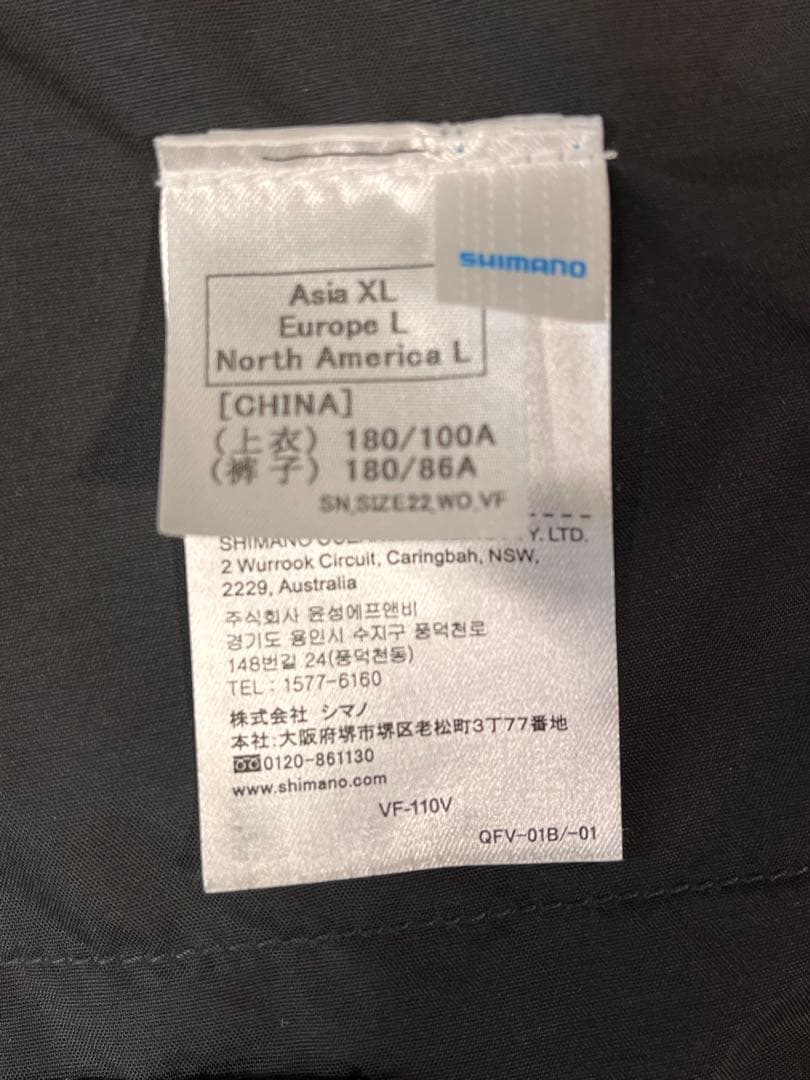 SHIMANO
Asia XL
Europe L
North America L
[CHINA]
(上衣) 180/100A
(裤子) 180/86A
SN_SIZE22_WO_VF
SHIMANO Y. LTD.
2 Wurrook Circuit, Caringbah, NSW,
2229, Australia
주식회사 윤성에프앤비
경기도 용인시 수지구 풍덕천로
148번길 24(풍덕천동)
TEL : 1577-6160
株式会社 シマノ
本社:大阪府堺市堺区老松町3丁77番地
0120-861130
www.shimano.com
VF-110V
QFV-01B/-01